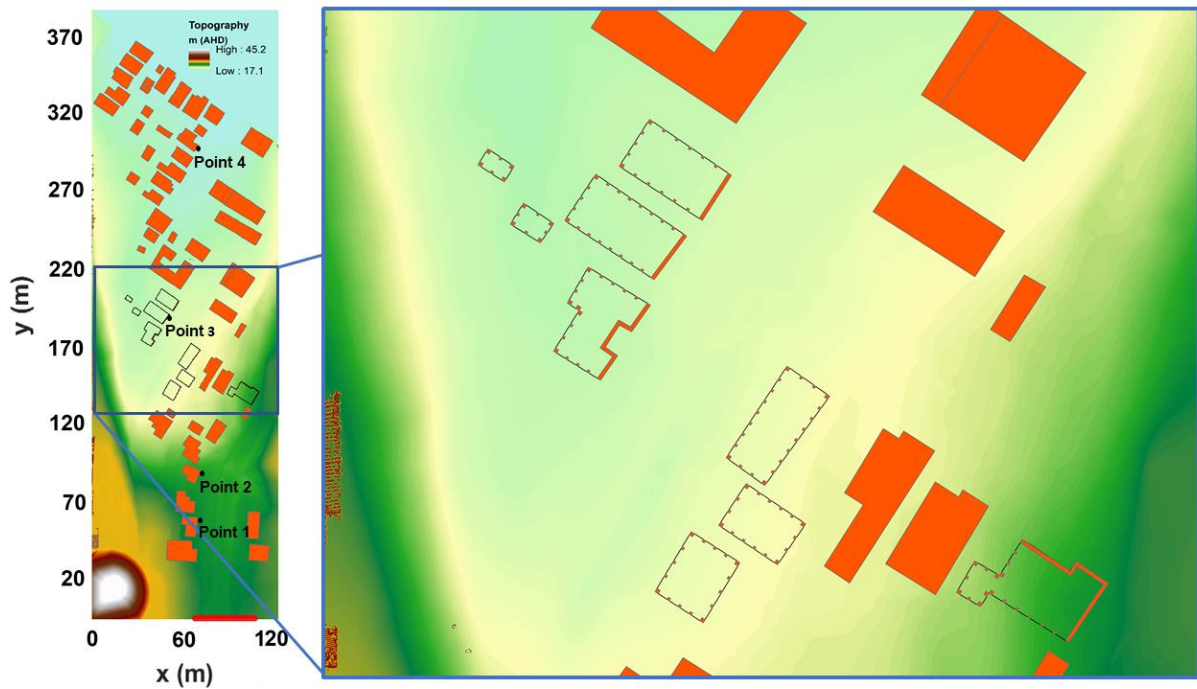 Topography
m (AHD)
High : 45.2
Low : 17.1
370
320
270
220
170
120
70
20
y (m)
Point 4
Point 3
Point 2
Point 1
0
60
120
x (m)